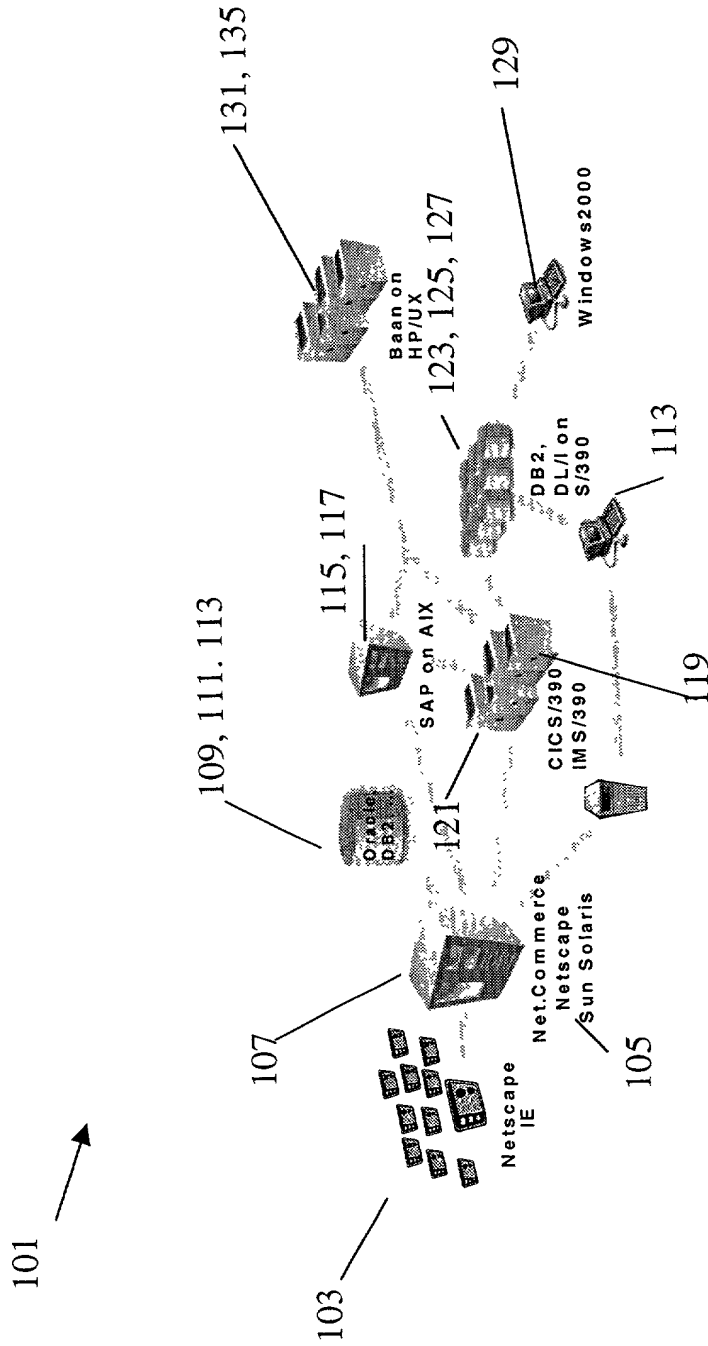 101
103
107
Netscape
IE
Net.Commerce
Netscape
Sun Solaris
105
109, 111. 113
Oracle,
DB2, ...
121
115, 117
SAP on AIX
CICS/390
IMS/390
119
131, 135
Baan on
HP/UX
123, 125, 127
DB2,
DL/I on
S/390
113
129
Windows2000